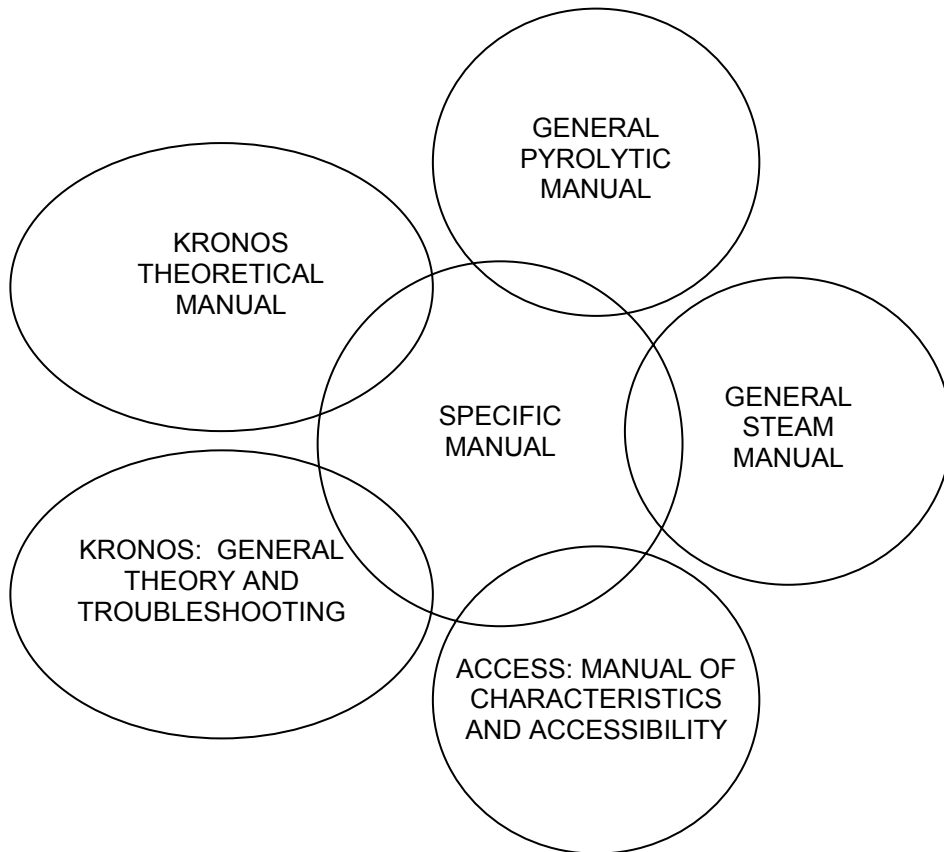 GENERAL
PYROLYTIC
MANUAL
KRONOS
THEORETICAL
MANUAL
SPECIFIC
MANUAL
GENERAL
STEAM
MANUAL
KRONOS: GENERAL
THEORY AND
TROUBLESHOOTING
ACCESS: MANUAL OF
CHARACTERISTICS
AND ACCESSIBILITY